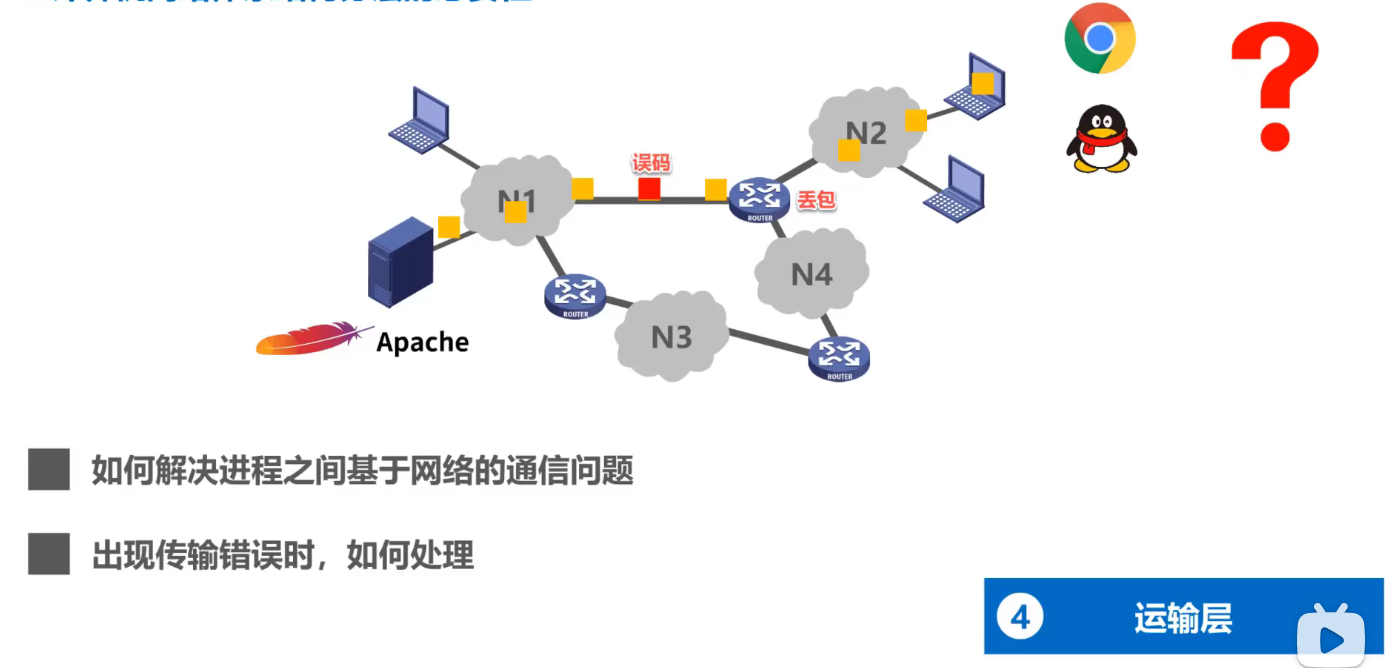 误码
N2
N1
ROUTER
丢包
N4
ROUTER
N3
Apache
ROUTER
如何解决进程之间基于网络的通信问题
出现传输错误时，如何处理
4 运输层